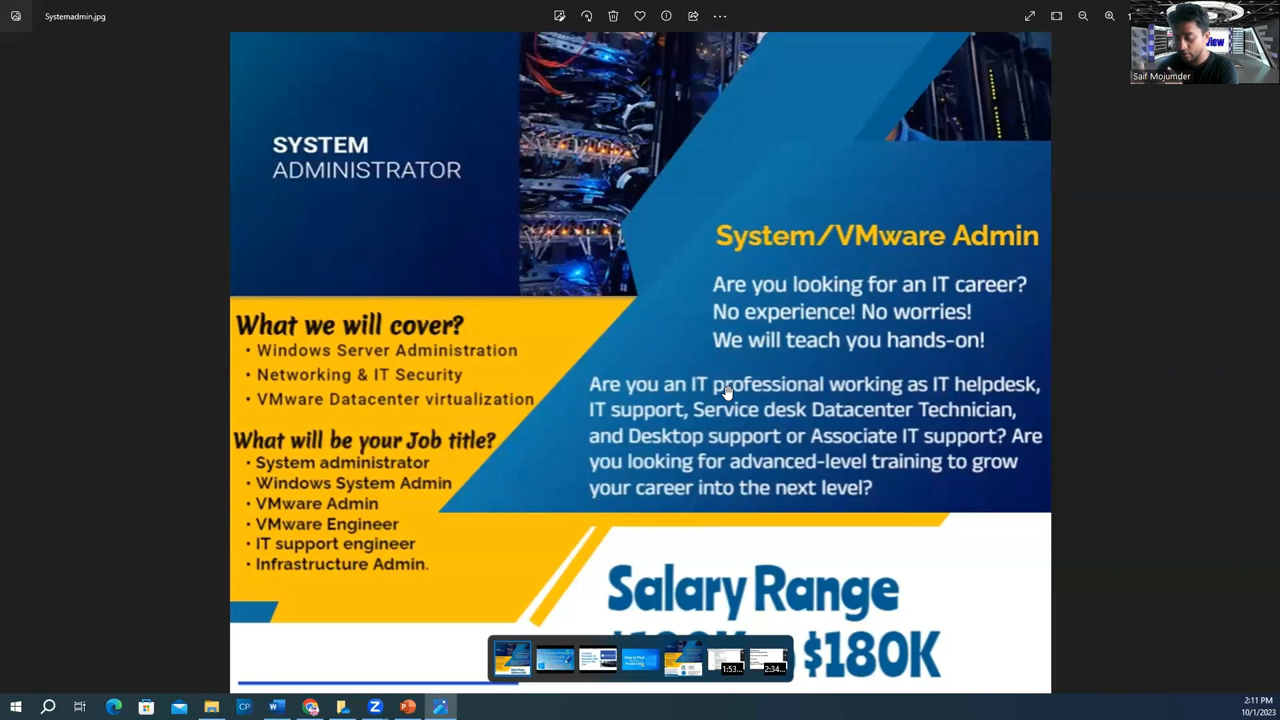 Systemadmin.jpg
Saif Mojumder
SYSTEM
ADMINISTRATOR
System/VMware Admin
Are you looking for an IT career?
No experience! No worries!
We will teach you hands-on!
What we will cover?
• Windows Server Administration
• Networking & IT Security
• VMware Datacenter virtualization
Are you an IT professional working as IT helpdesk,
IT support, Service desk Datacenter Technician,
and Desktop support or Associate IT support? Are
you looking for advanced-level training to grow
your career into the next level?
What will be your Job title?
• System administrator
• Windows System Admin
• VMware Admin
• VMware Engineer
• IT support engineer
• Infrastructure Admin.
Salary Range
$180K
1:53...
2:34...
2:11 PM
10/1/2023